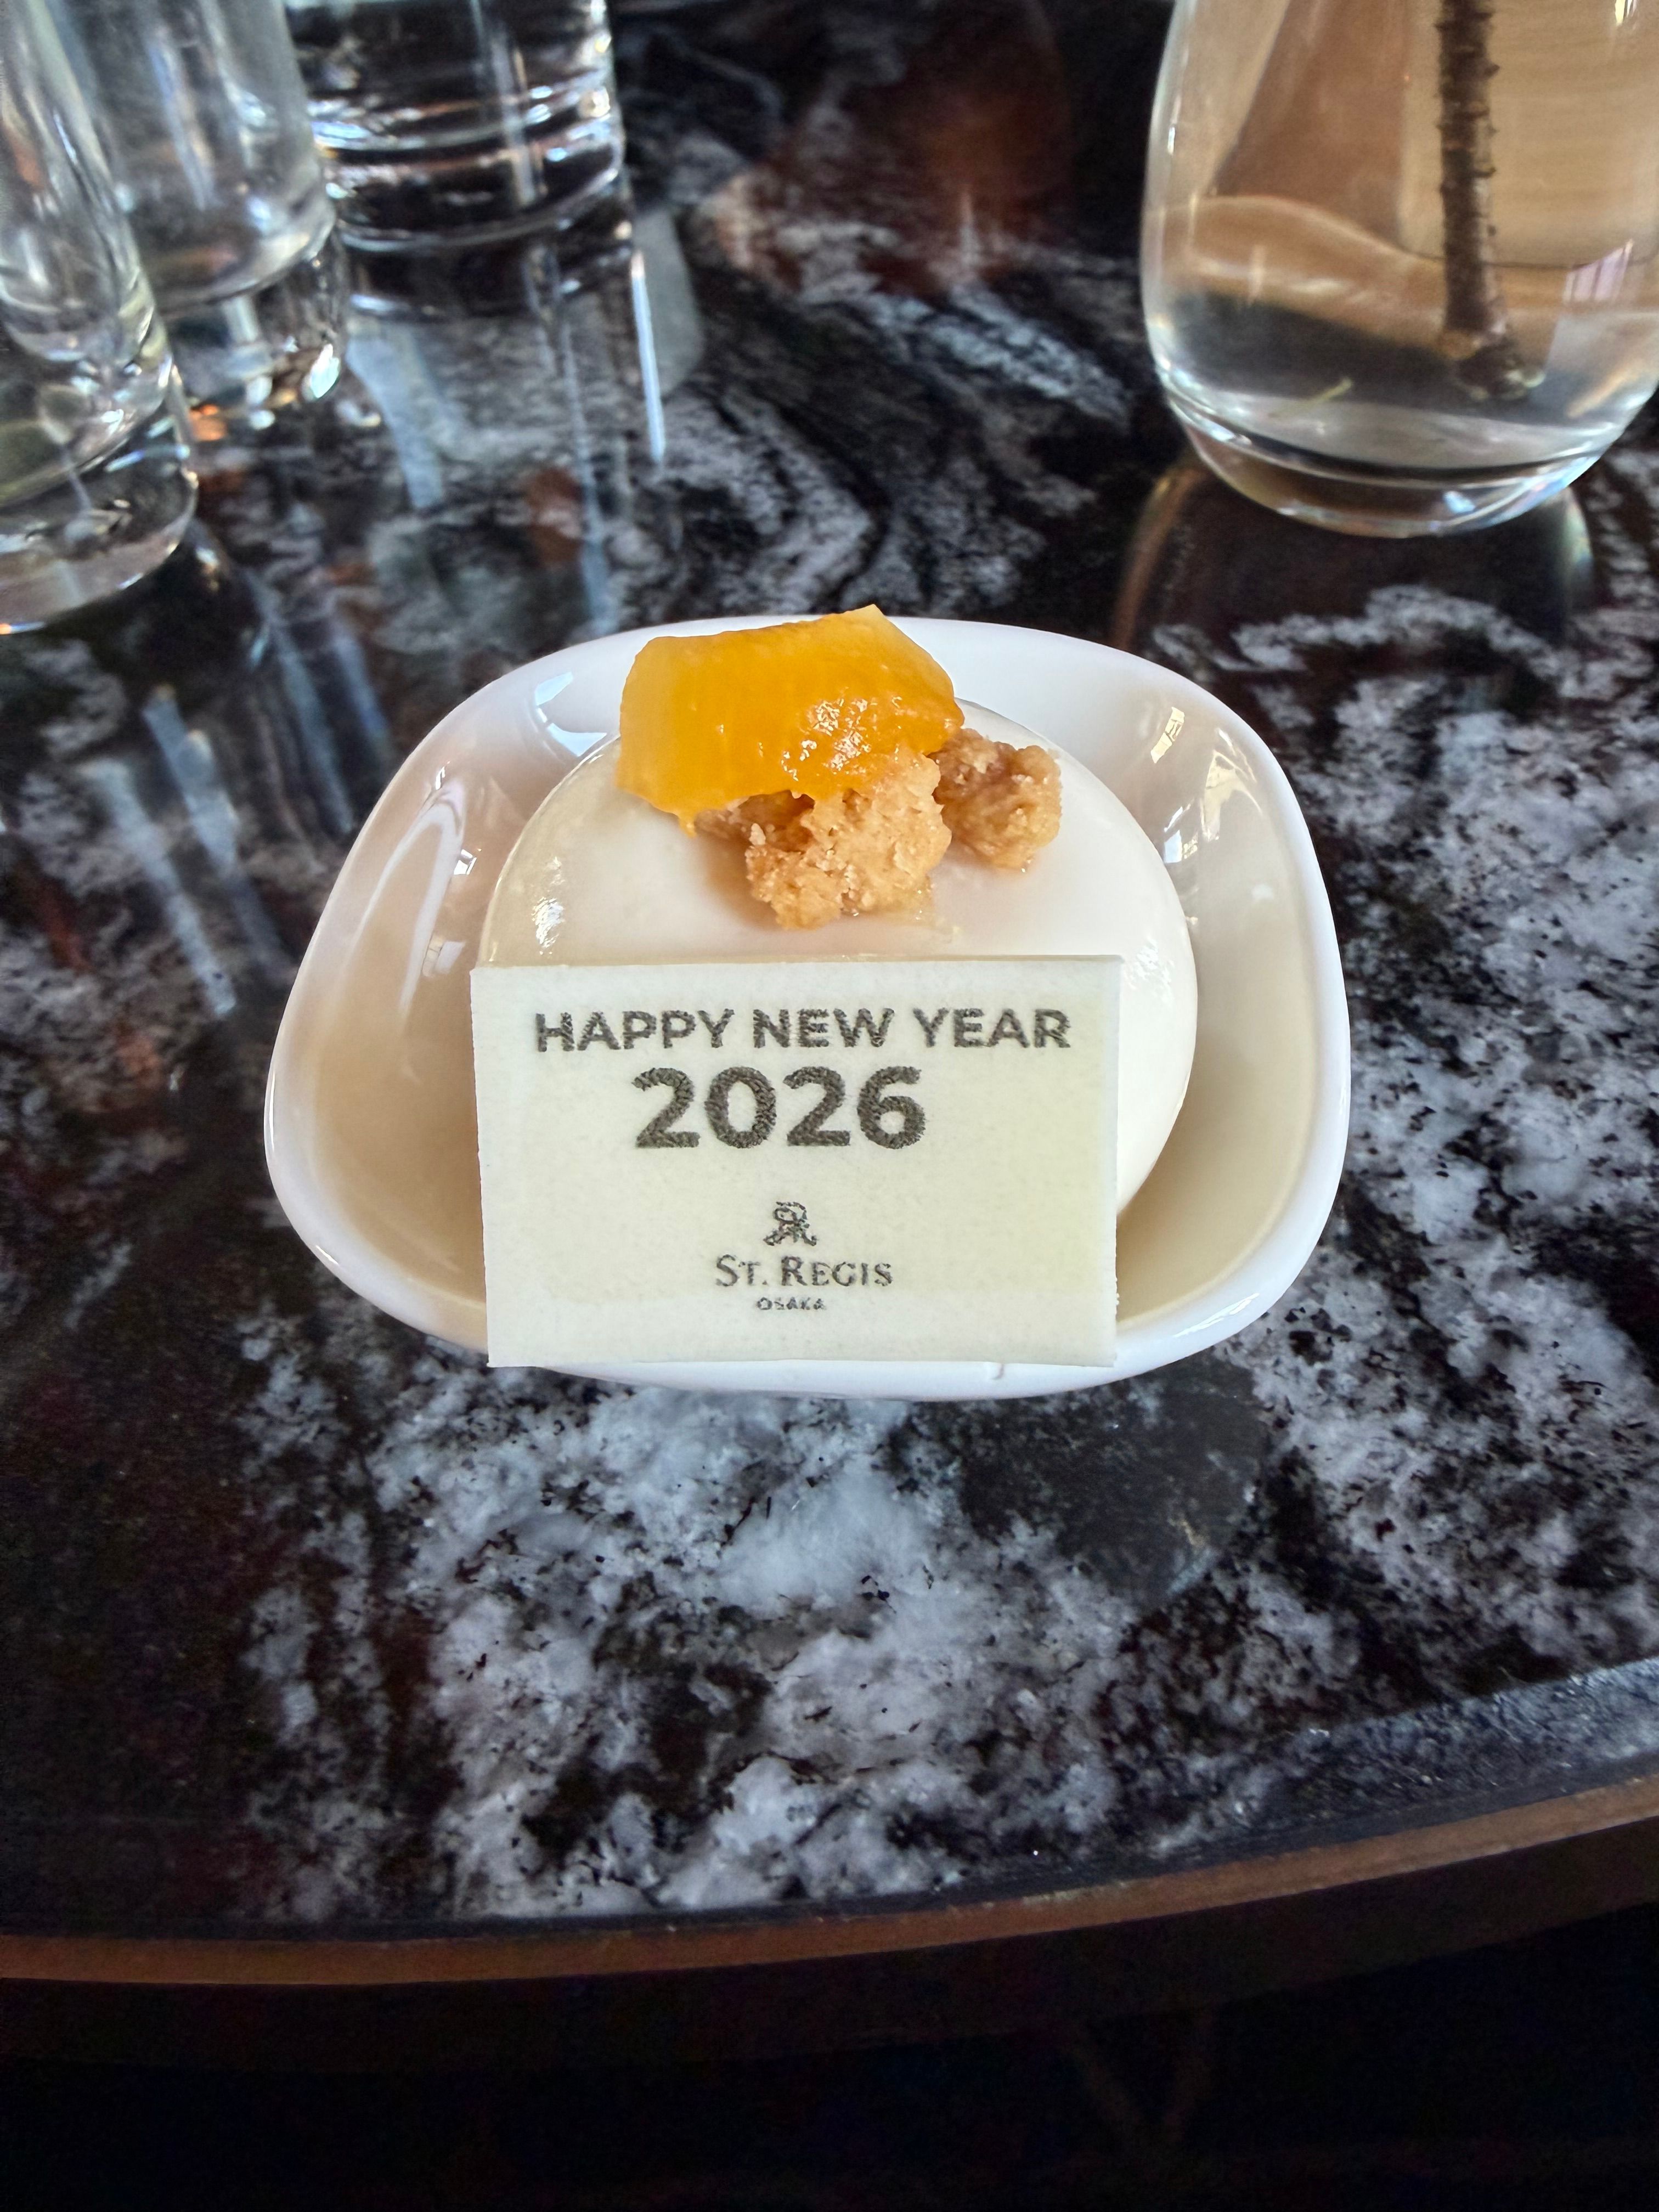 HAPPY NEW YEAR
2026
ST. REGIS
OSAKA